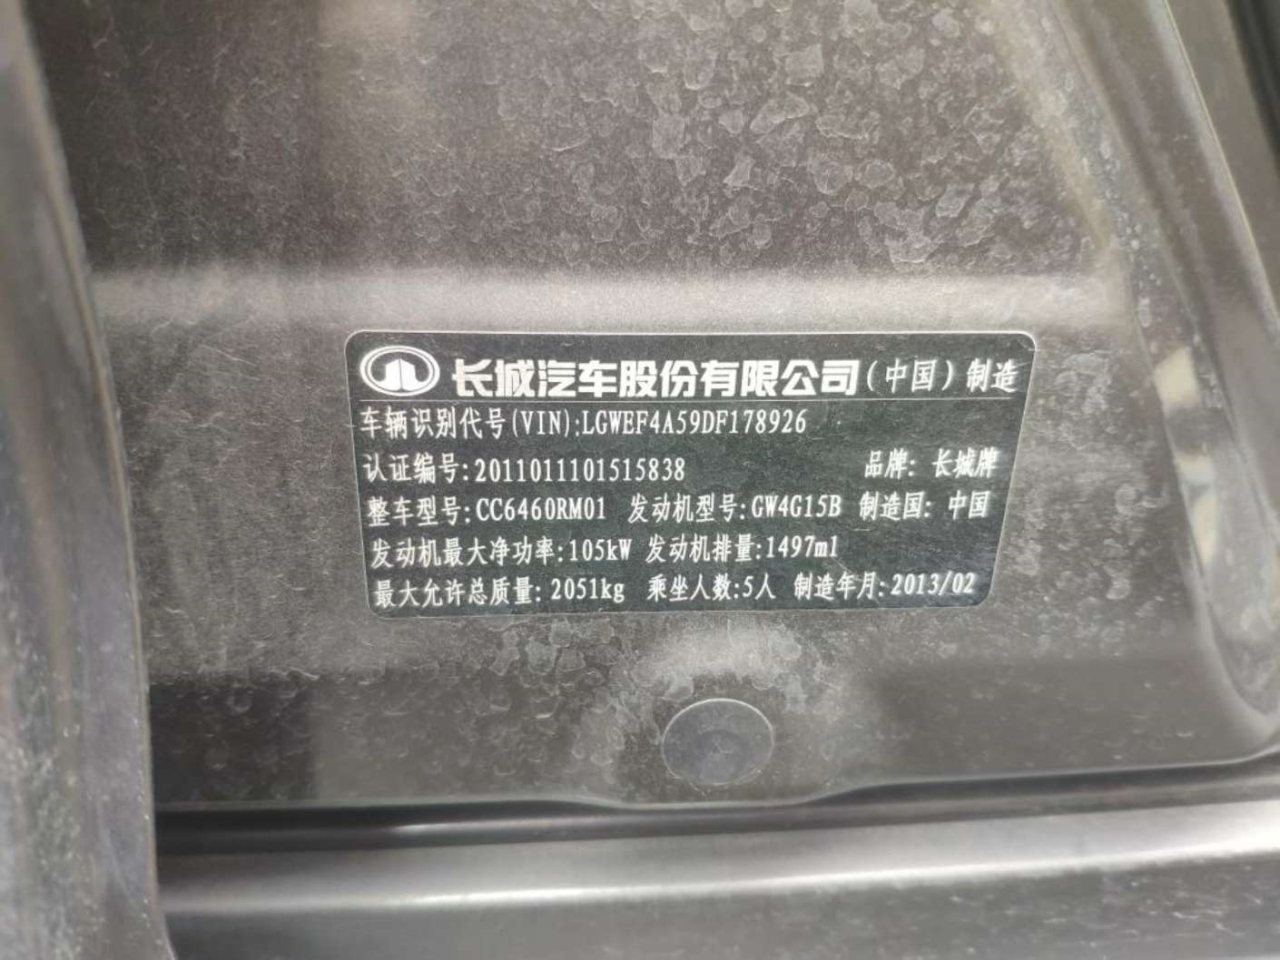 长城汽车股份有限公司(中国)制造
车辆识别代号(VIN):LGWEF4A59DF178926
认证编号:2011011101515838 品牌: 长城牌
整车型号:CC6460RM01 发动机型号:GW4G15B 制造国: 中国
发动机最大净功率:105kW 发动机排量:1497ml
最大允许总质量: 2051kg 乘坐人数:5人 制造年月:2013/02